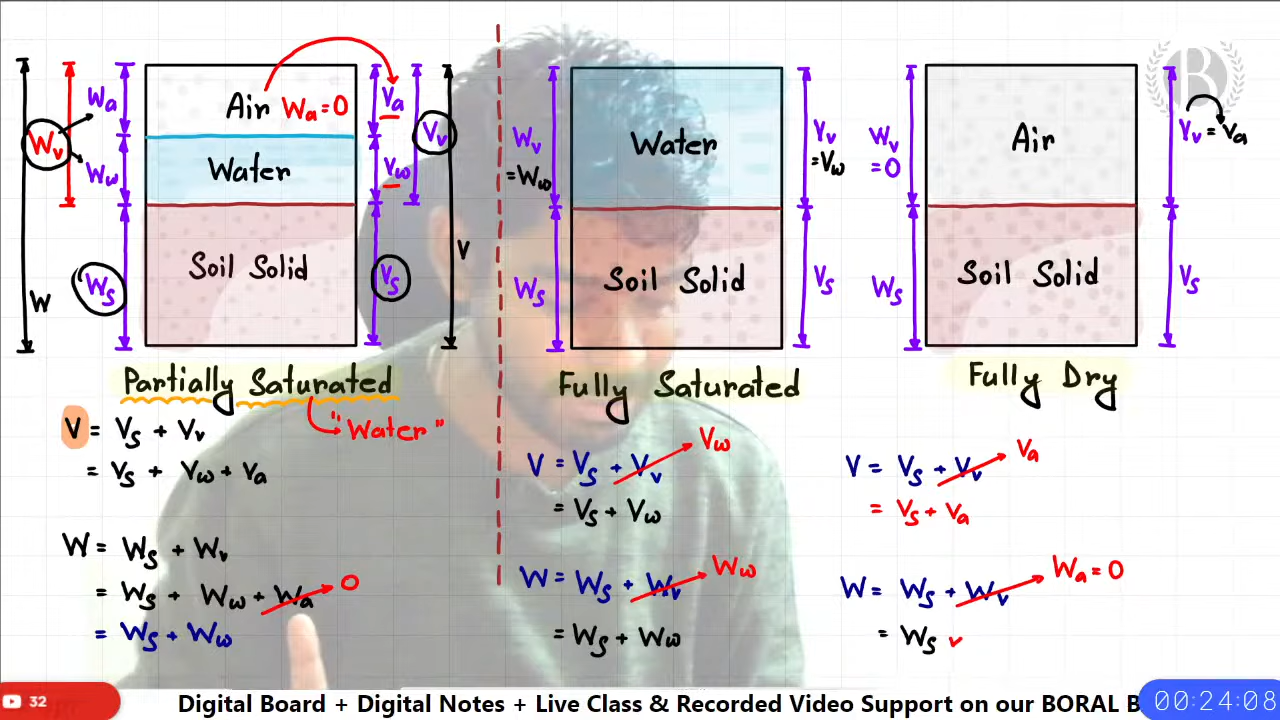 Wa
Wv
Ww
Ws
W
Air Wa = 0
Water
Soil Solid
Va
Vv
Vw
Vs
V
Partially Saturated
"Water"
V = Vs + Vv
= Vs + Vw + Va
W = Ws + Wv
= Ws + Ww + Wa 0
= Ws + Ww
Wv
= Ww
Ws
Water
Soil Solid
Vv
= Vw
Vs
Fully Saturated
V = Vs + Vv Vw
= Vs + Vw
W = Ws + Wv Ww
= Ws + Ww
Wv
= 0
Ws
Air
Soil Solid
B
Vv = Va
Vs
Fully Dry
V = Vs + Vv Va
= Vs + Va
W = Ws + Wv Wa = 0
= Ws
32
Digital Board + Digital Notes + Live Class & Recorded Video Support on our BORAL B
00:24:08